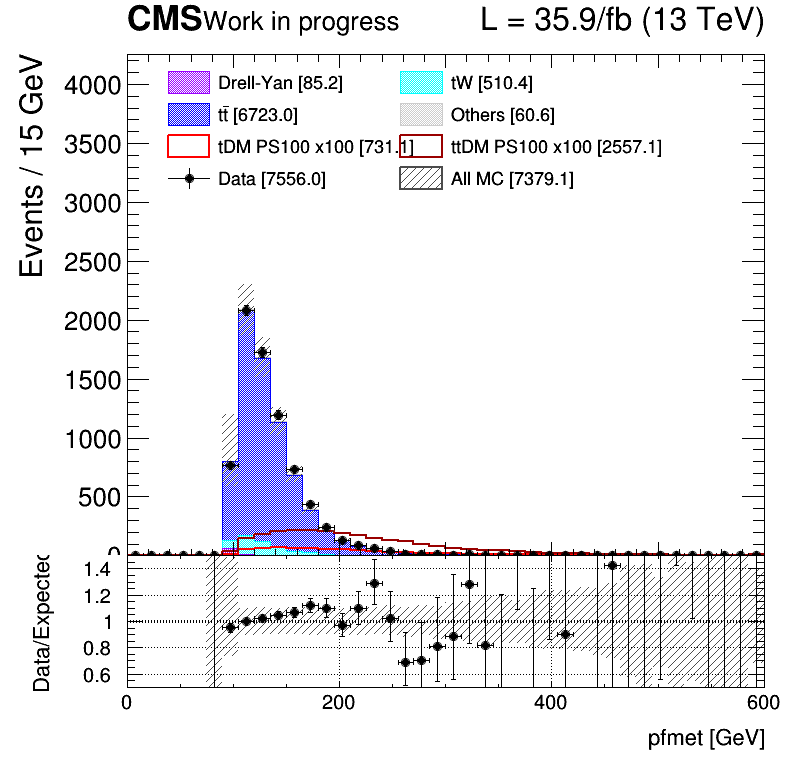 CMS Work in progress L = 35.9/fb (13 TeV)
Events / 15 GeV
4000
3500
3000
2500
2000
1500
1000
500
0
Drell-Yan [85.2] tW [510.4]
tt̄ [6723.0] Others [60.6]
tDM PS100 x100 [731.1] ttDM PS100 x100 [2557.1]
Data [7556.0] All MC [7379.1]
Data/Expected
1.4
1.2
1
0.8
0.6
0 200 400 600
pfmet [GeV]